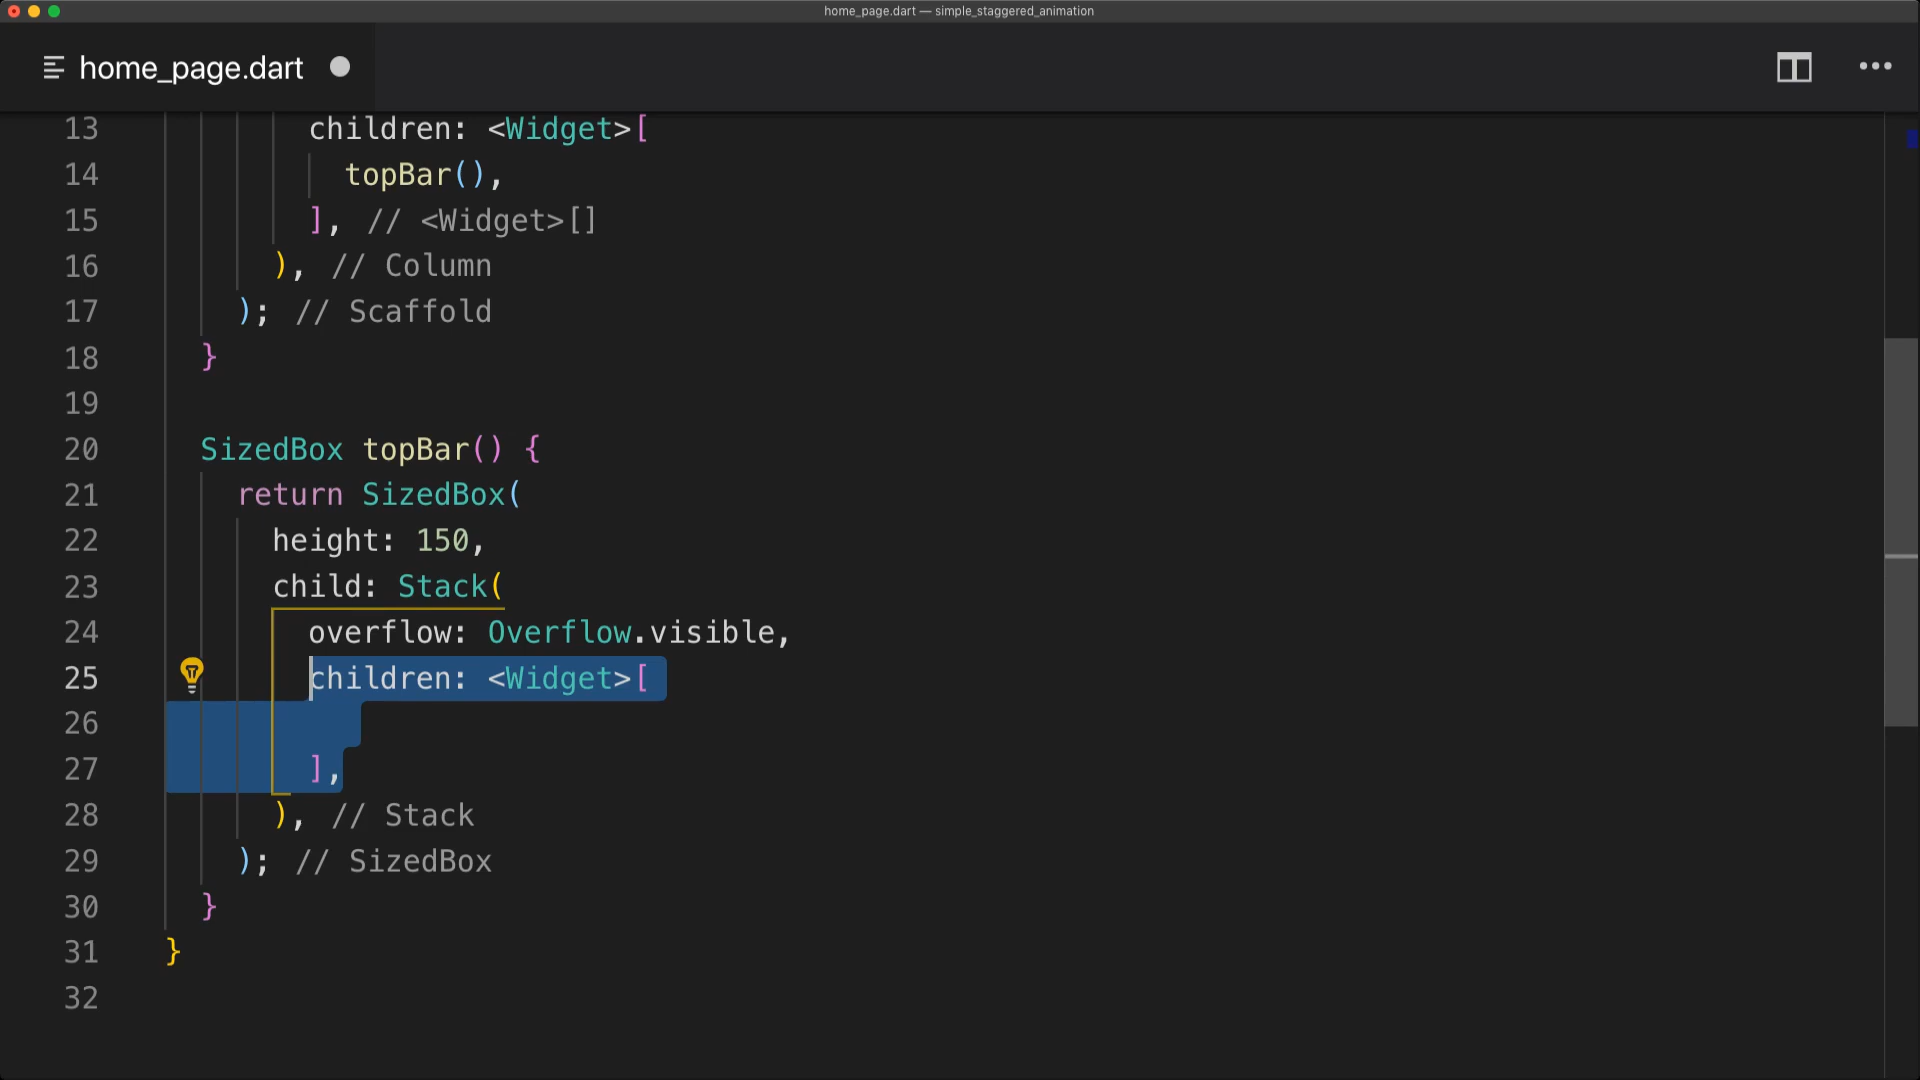 home_page.dart — simple_staggered_animation
home_page.dart
13 children: <Widget>[
14 topBar(),
15 ], // <Widget>[]
16 ), // Column
17 ); // Scaffold
18 }
19
20 SizedBox topBar() {
21 return SizedBox(
22 height: 150,
23 child: Stack(
24 overflow: Overflow.visible,
25 children: <Widget>[
26
27 ],
28 ), // Stack
29 ); // SizedBox
30 }
31 }
32